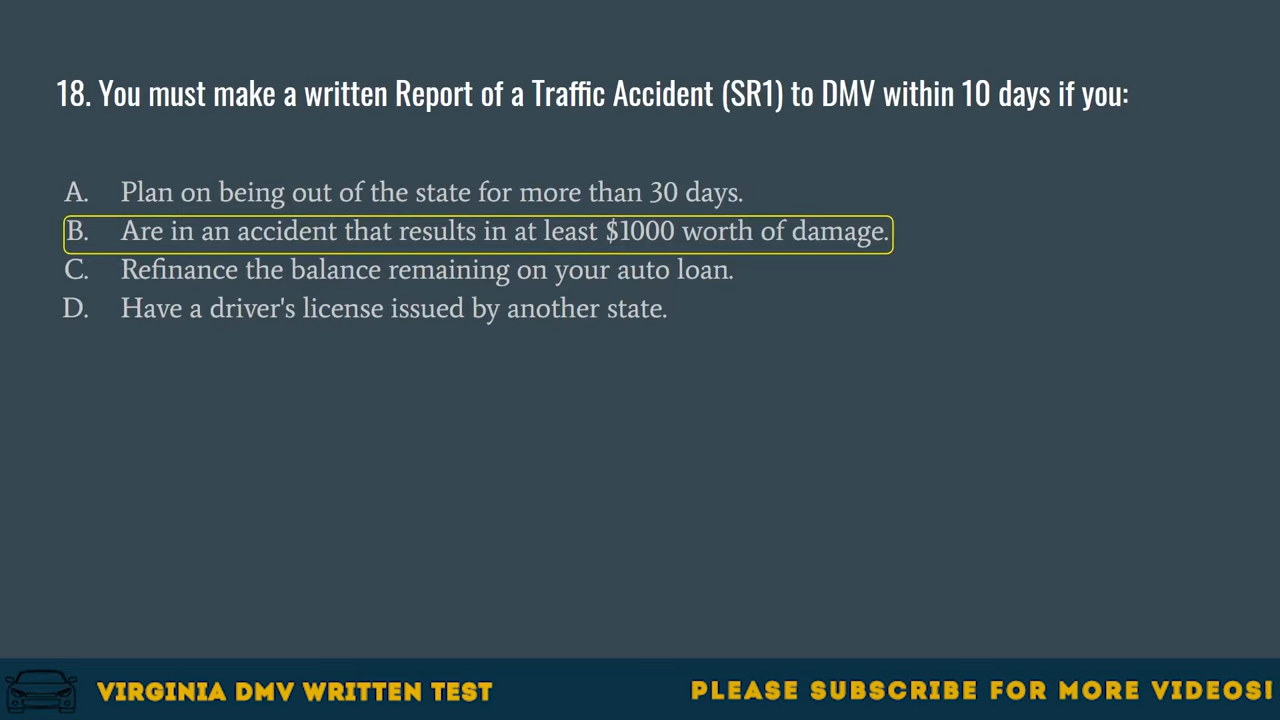 18. You must make a written Report of a Traffic Accident (SR1) to DMV within 10 days if you:
A. Plan on being out of the state for more than 30 days.
B. Are in an accident that results in at least $1000 worth of damage.
C. Refinance the balance remaining on your auto loan.
D. Have a driver's license issued by another state.
VIRGINIA DMV WRITTEN TEST
PLEASE SUBSCRIBE FOR MORE VIDEOS!